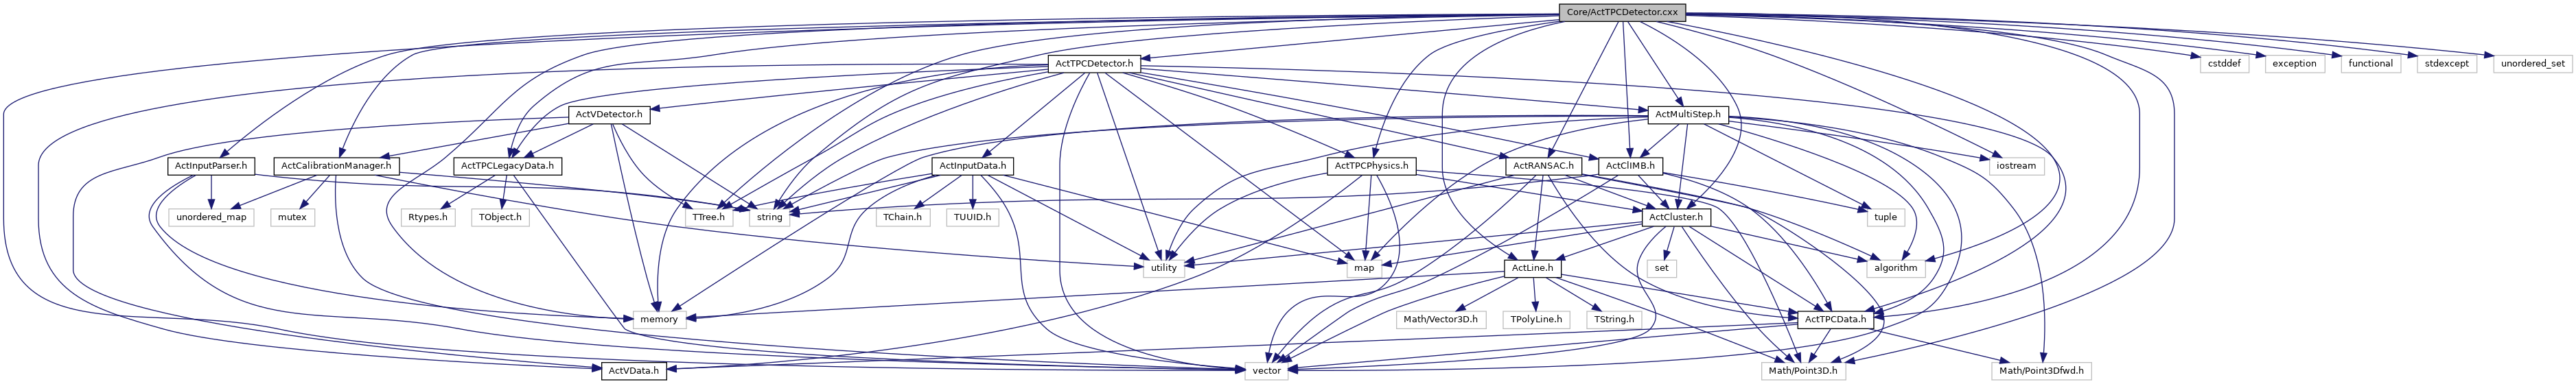 Core/ActTPCDetector.cxx
ActTPCDetector.h
cstddef
exception
functional
stdexcept
unordered_set
ActVDetector.h
ActMultiStep.h
ActInputParser.h
ActCalibrationManager.h
ActTPCLegacyData.h
ActInputData.h
ActTPCPhysics.h
ActRANSAC.h
ActClIMB.h
iostream
unordered_map
mutex
Rtypes.h
TObject.h
TTree.h
string
TChain.h
TUUID.h
ActCluster.h
tuple
utility
map
ActLine.h
set
algorithm
memory
Math/Vector3D.h
TPolyLine.h
TString.h
ActTPCData.h
ActVData.h
vector
Math/Point3D.h
Math/Point3Dfwd.h